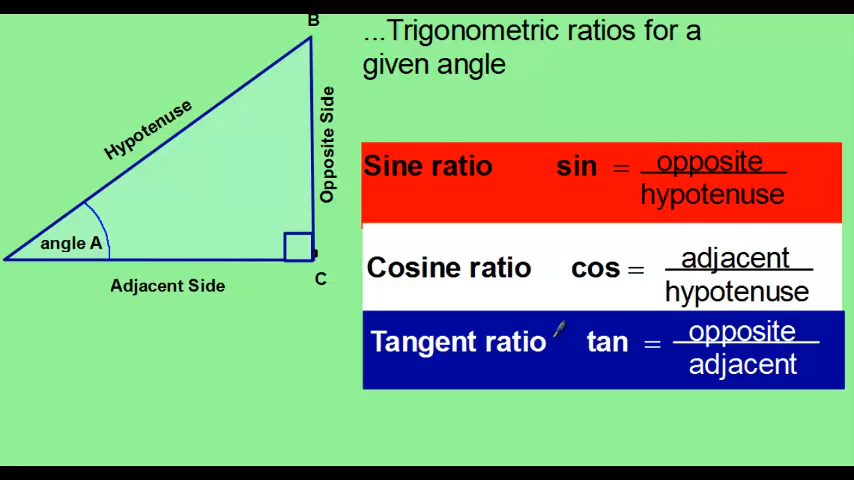 B
...Trigonometric ratios for a
given angle
Hypotenuse
Opposite Side
angle A
C
Adjacent Side
Sine ratio sin = opposite
hypotenuse
Cosine ratio cos = adjacent
hypotenuse
Tangent ratio tan = opposite
adjacent